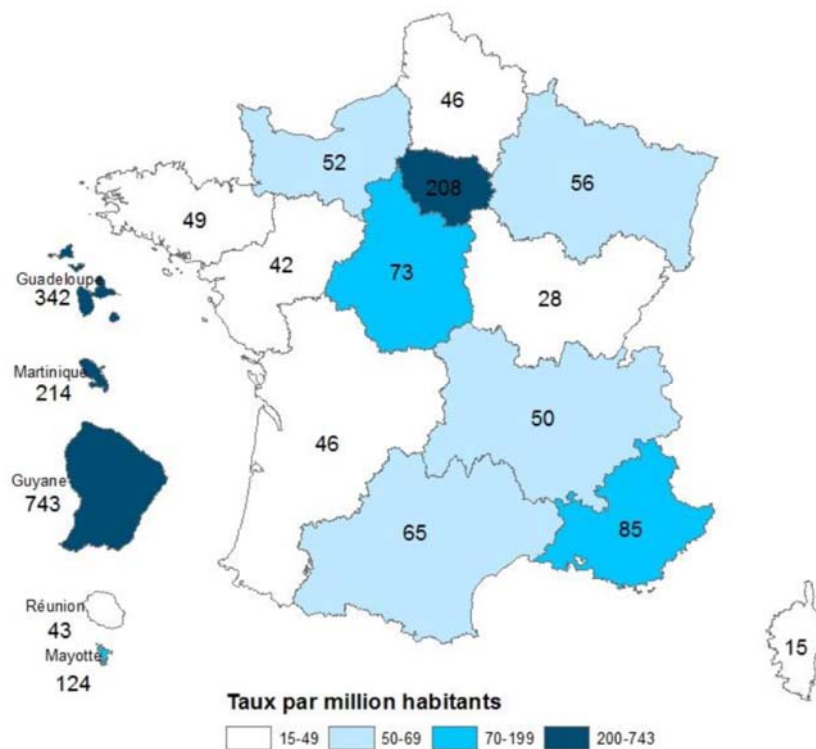 46
52
208
56
49
42
73
28
Guadeloupe
342
Martinique
214
46
50
Guyane
743
65
85
Réunion
43
Mayotte
124
15
Taux par million habitants
15-49 50-69 70-199 200-743